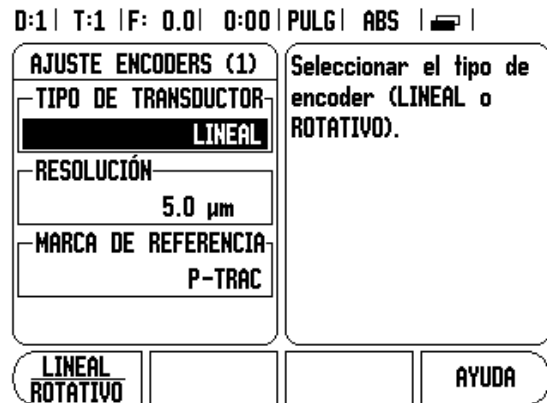 D:1| T:1 |F: 0.0| 0:00|PULG| ABS | |
AJUSTE ENCODERS (1)
TIPO DE TRANSDUCTOR
LINEAL
RESOLUCIÓN
5.0 µm
MARCA DE REFERENCIA
P-TRAC
Seleccionar el tipo de
encoder (LINEAL o
ROTATIVO).
LINEAL
ROTATIVO
AYUDA